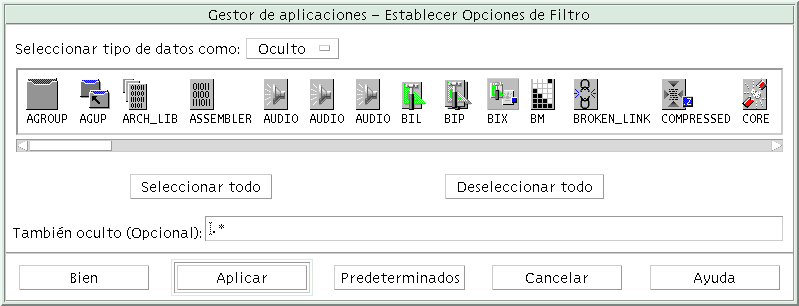 Gestor de aplicaciones – Establecer Opciones de Filtro
Seleccionar tipo de datos como: Oculto
AGROUP AGUP ARCH_LIB ASSEMBLER AUDIO AUDIO AUDIO BIL BIP BIX BM BROKEN_LINK COMPRESSED CORE
Seleccionar todo Deseleccionar todo
También oculto (Opcional): .*
Bien Aplicar Predeterminados Cancelar Ayuda